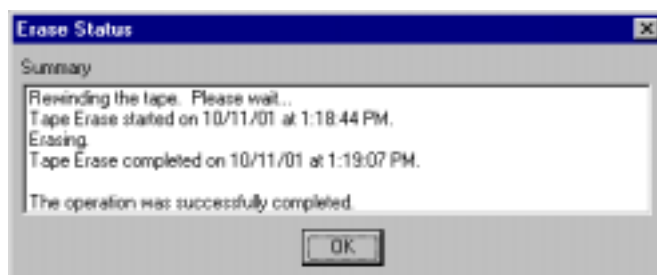 Erase Status
Summary
Rewinding the tape.  Please wait...
Tape Erase started on 10/11/01 at 1:18:44 PM.
Erasing.
Tape Erase completed on 10/11/01 at 1:19:07 PM.

The operation was successfully completed.
OK